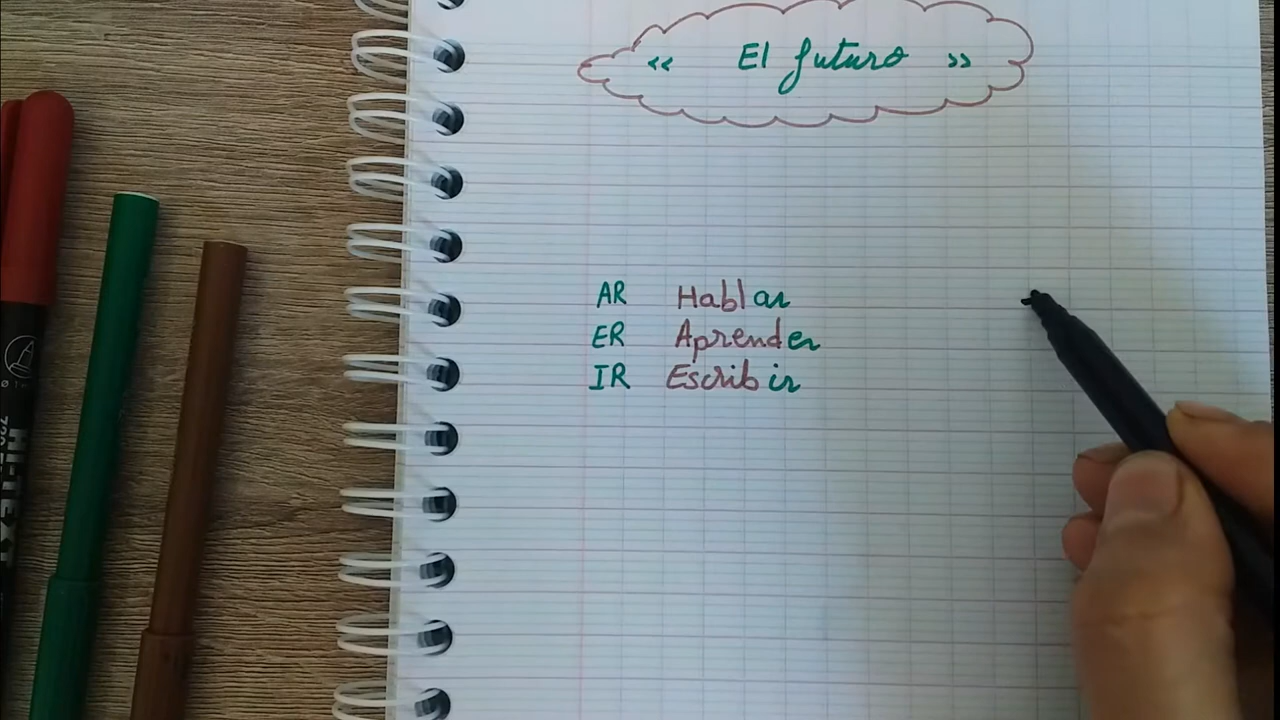 « El futuro »
AR Hablar
ER Aprender
IR Escribir
HI-TEXT